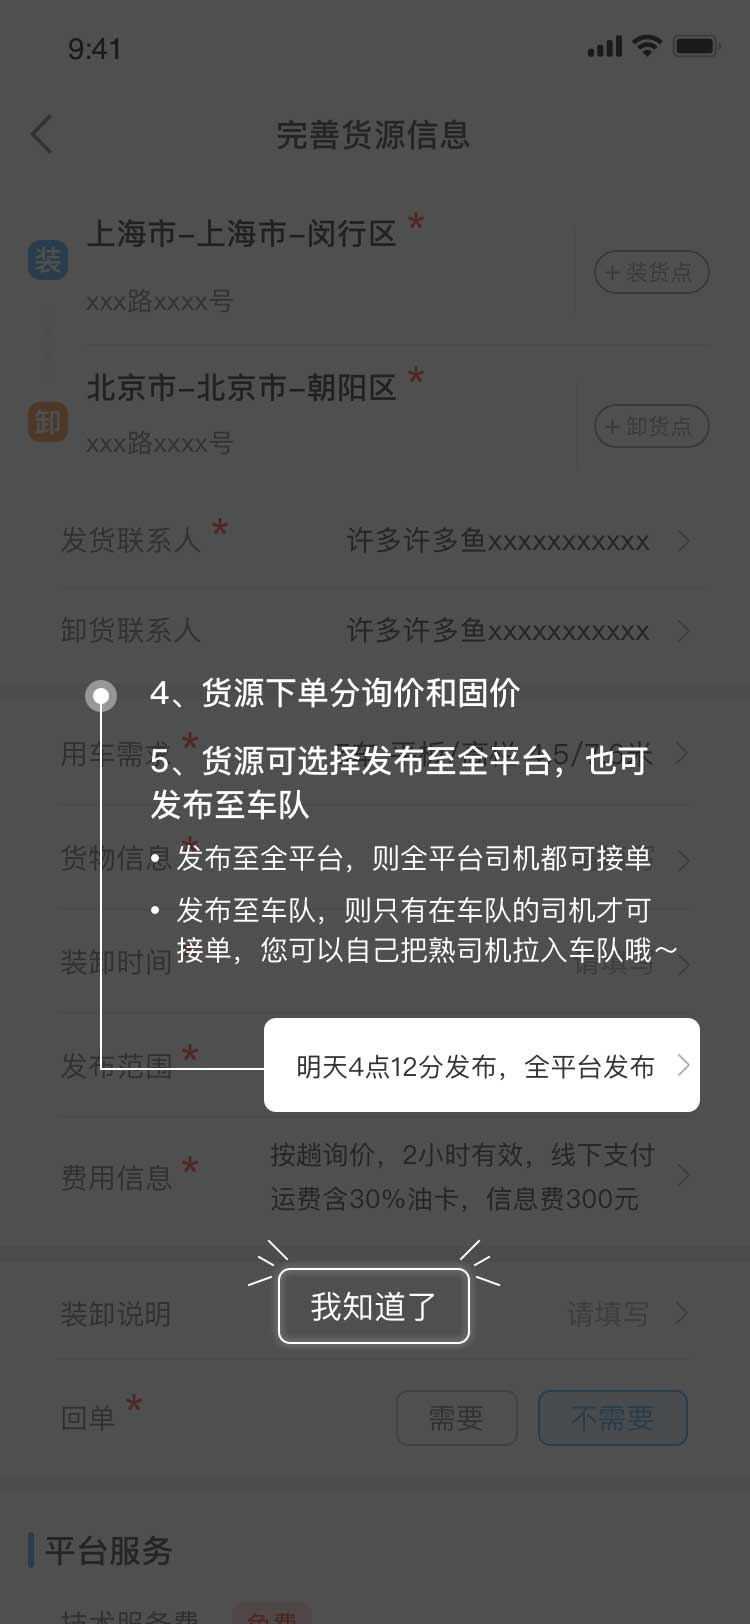 9:41
完善货源信息
上海市-上海市-闵行区 *
装
xxx路xxxx号
+ 装货点
北京市-北京市-朝阳区 *
卸
xxx路xxxx号
+ 卸货点
发货联系人 *
许多许多鱼xxxxxxxxxxx
卸货联系人
许多许多鱼xxxxxxxxxxx
4、货源下单分询价和固价
用车需求 *
5、货源可选择发布至全平台，也可
发布至车队
货物信息 *
• 发布至全平台，则全平台司机都可接单
• 发布至车队，则只有在车队的司机才可
接单，您可以自己把熟司机拉入车队哦～
装卸时间
请填写
发布范围 *
明天4点12分发布，全平台发布
费用信息 *
按趟询价，2小时有效，线下支付
运费含30%油卡，信息费300元
我知道了
装卸说明
请填写
回单 *
需要
不需要
平台服务
技术服务费
免费